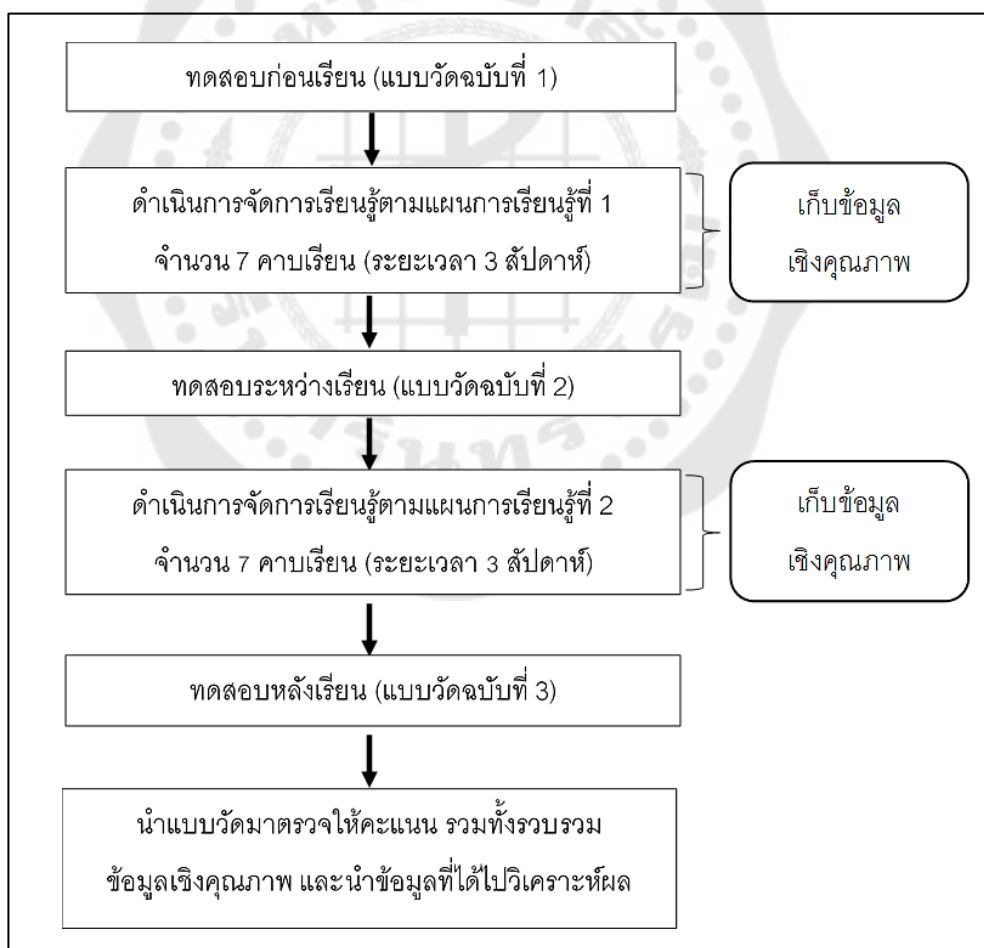 ทดสอบก่อนเรียน (แบบวัดฉบับที่ 1)
ดำเนินการจัดการเรียนรู้ตามแผนการเรียนรู้ที่ 1
จำนวน 7 คาบเรียน (ระยะเวลา 3 สัปดาห์)
เก็บข้อมูล
เชิงคุณภาพ
ทดสอบระหว่างเรียน (แบบวัดฉบับที่ 2)
ดำเนินการจัดการเรียนรู้ตามแผนการเรียนรู้ที่ 2
จำนวน 7 คาบเรียน (ระยะเวลา 3 สัปดาห์)
เก็บข้อมูล
เชิงคุณภาพ
ทดสอบหลังเรียน (แบบวัดฉบับที่ 3)
นำแบบวัดมาตรวจให้คะแนน รวมทั้งรวบรวม
ข้อมูลเชิงคุณภาพ และนำข้อมูลที่ได้ไปวิเคราะห์ผล